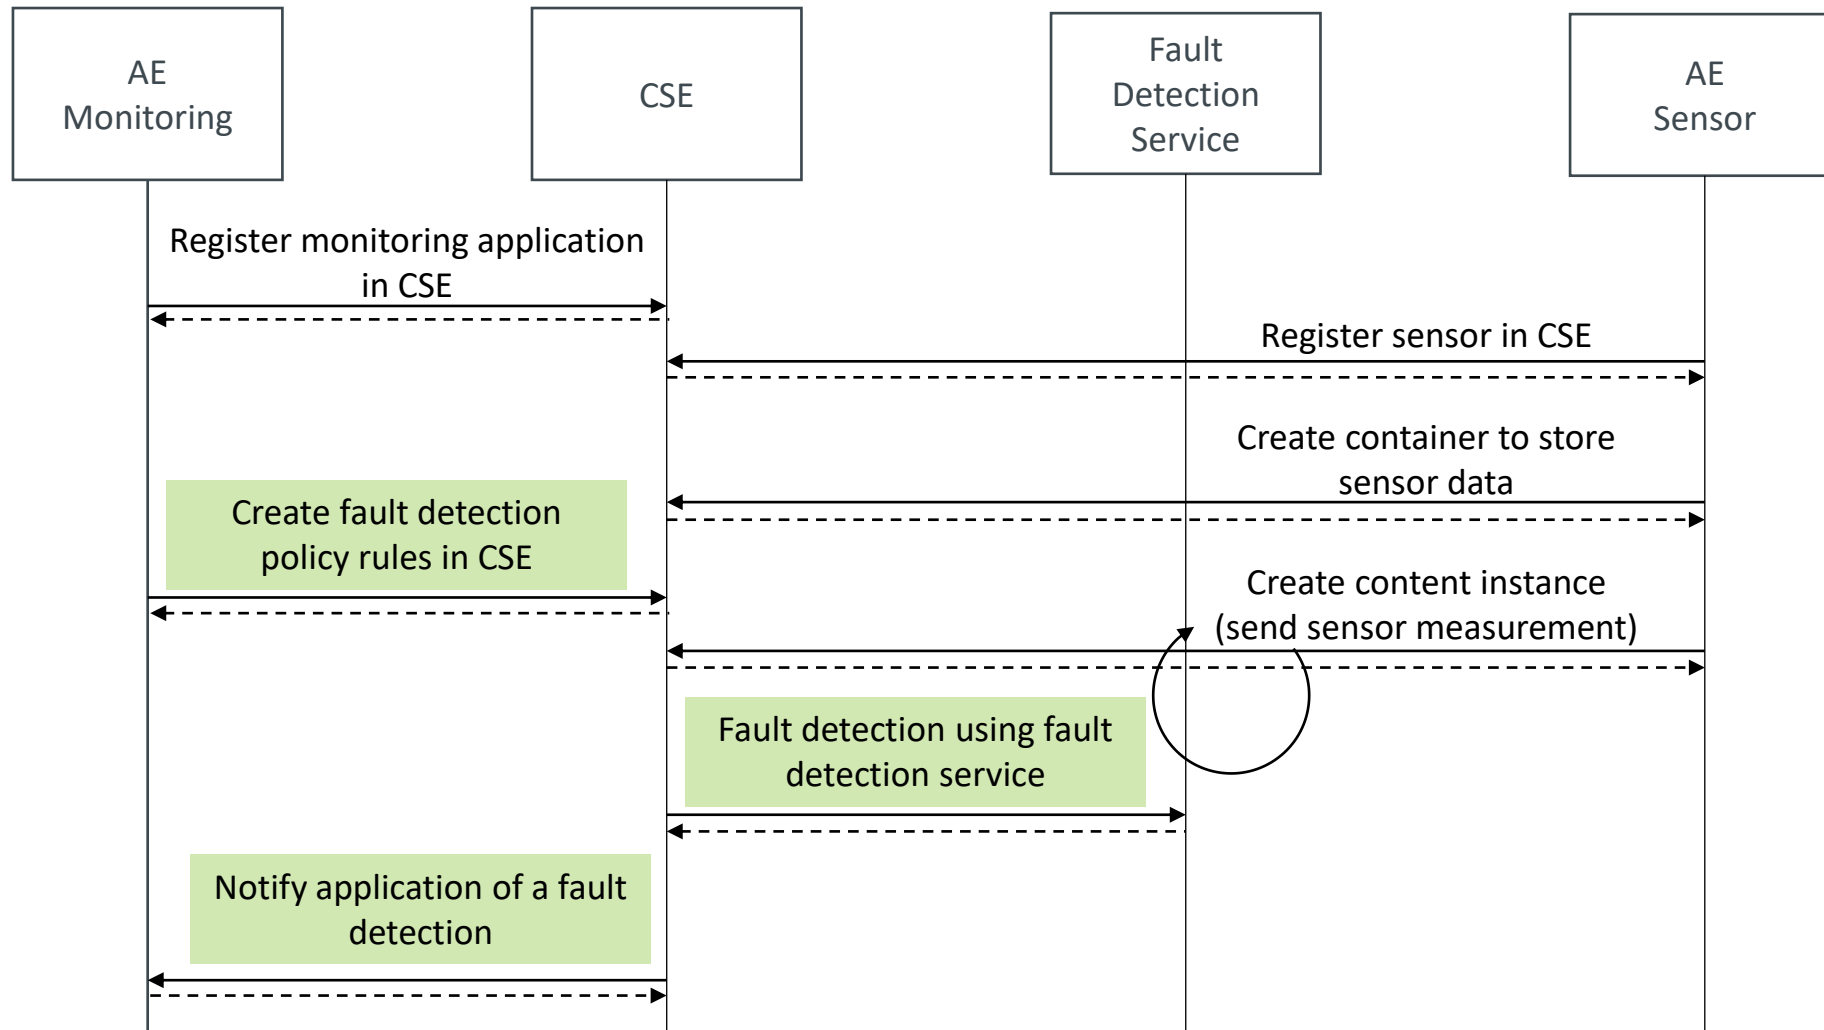 AE
Monitoring
CSE
Fault
Detection
Service
AE
Sensor
Register monitoring application
in CSE
Register sensor in CSE
Create container to store
sensor data
Create fault detection
policy rules in CSE
Create content instance
(send sensor measurement)
Fault detection using fault
detection service
Notify application of a fault
detection